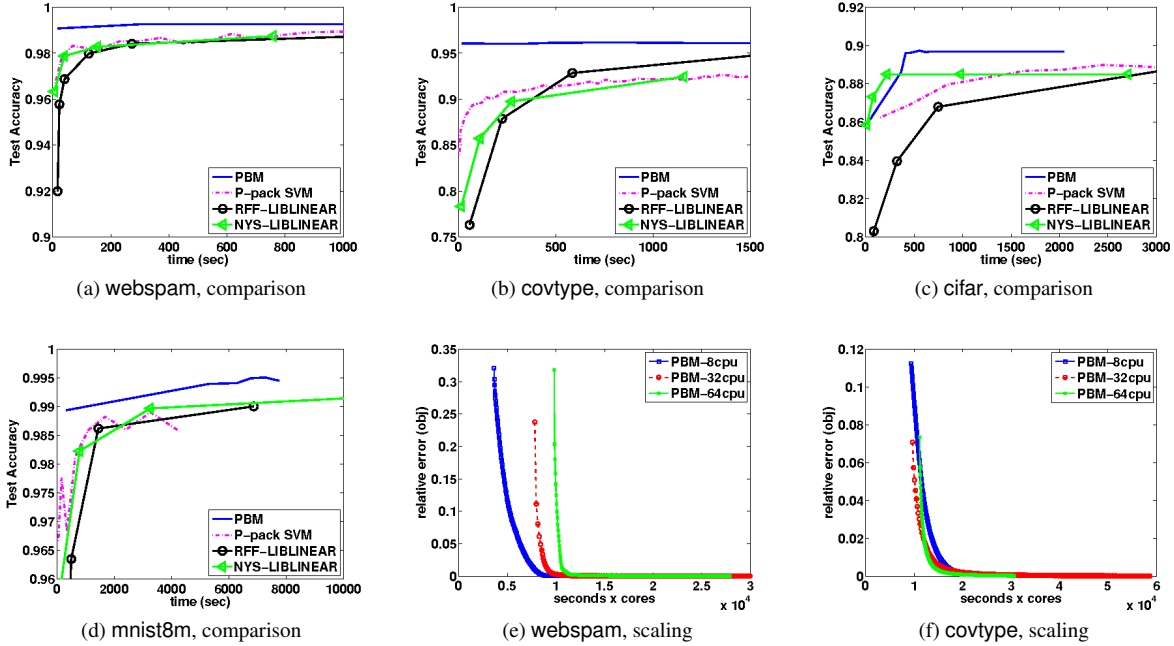 1
0.98
0.96
0.94
0.92
0.9
Test Accuracy
PBM
P-pack SVM
RFF-LIBLINEAR
NYS-LIBLINEAR
0 200 400 600 800 1000
time (sec)
(a) webspam, comparison
1
0.95
0.9
0.85
0.8
0.75
Test Accuracy
PBM
P-pack SVM
RFF-LIBLINEAR
NYS-LIBLINEAR
0 500 1000 1500
time (sec)
(b) covtype, comparison
0.92
0.9
0.88
0.86
0.84
0.82
0.8
Test Accuracy
PBM
P-pack SVM
RFF-LIBLINEAR
NYS-LIBLINEAR
0 500 1000 1500 2000 2500 3000
time (sec)
(c) cifar, comparison
1
0.995
0.990
0.985
0.98
0.975
0.97
0.965
0.96
Test Accuracy
PBM
P-pack SVM
RFF-LIBLINEAR
NYS-LIBLINEAR
0 2000 4000 6000 8000 10000
time (sec)
(d) mnist8m, comparison
0.35
0.3
0.25
0.2
0.15
0.1
0.05
0
relative error (obj)
PBM-8cpu
PBM-32cpu
PBM-64cpu
0 0.5 1 1.5 2 2.5 3
seconds x cores
x 10^4
(e) webspam, scaling
0.12
0.1
0.08
0.06
0.04
0.02
0
relative error (obj)
PBM-8cpu
PBM-32cpu
PBM-64cpu
0 1 2 3 4 5 6
seconds x cores
x 10^4
(f) covtype, scaling